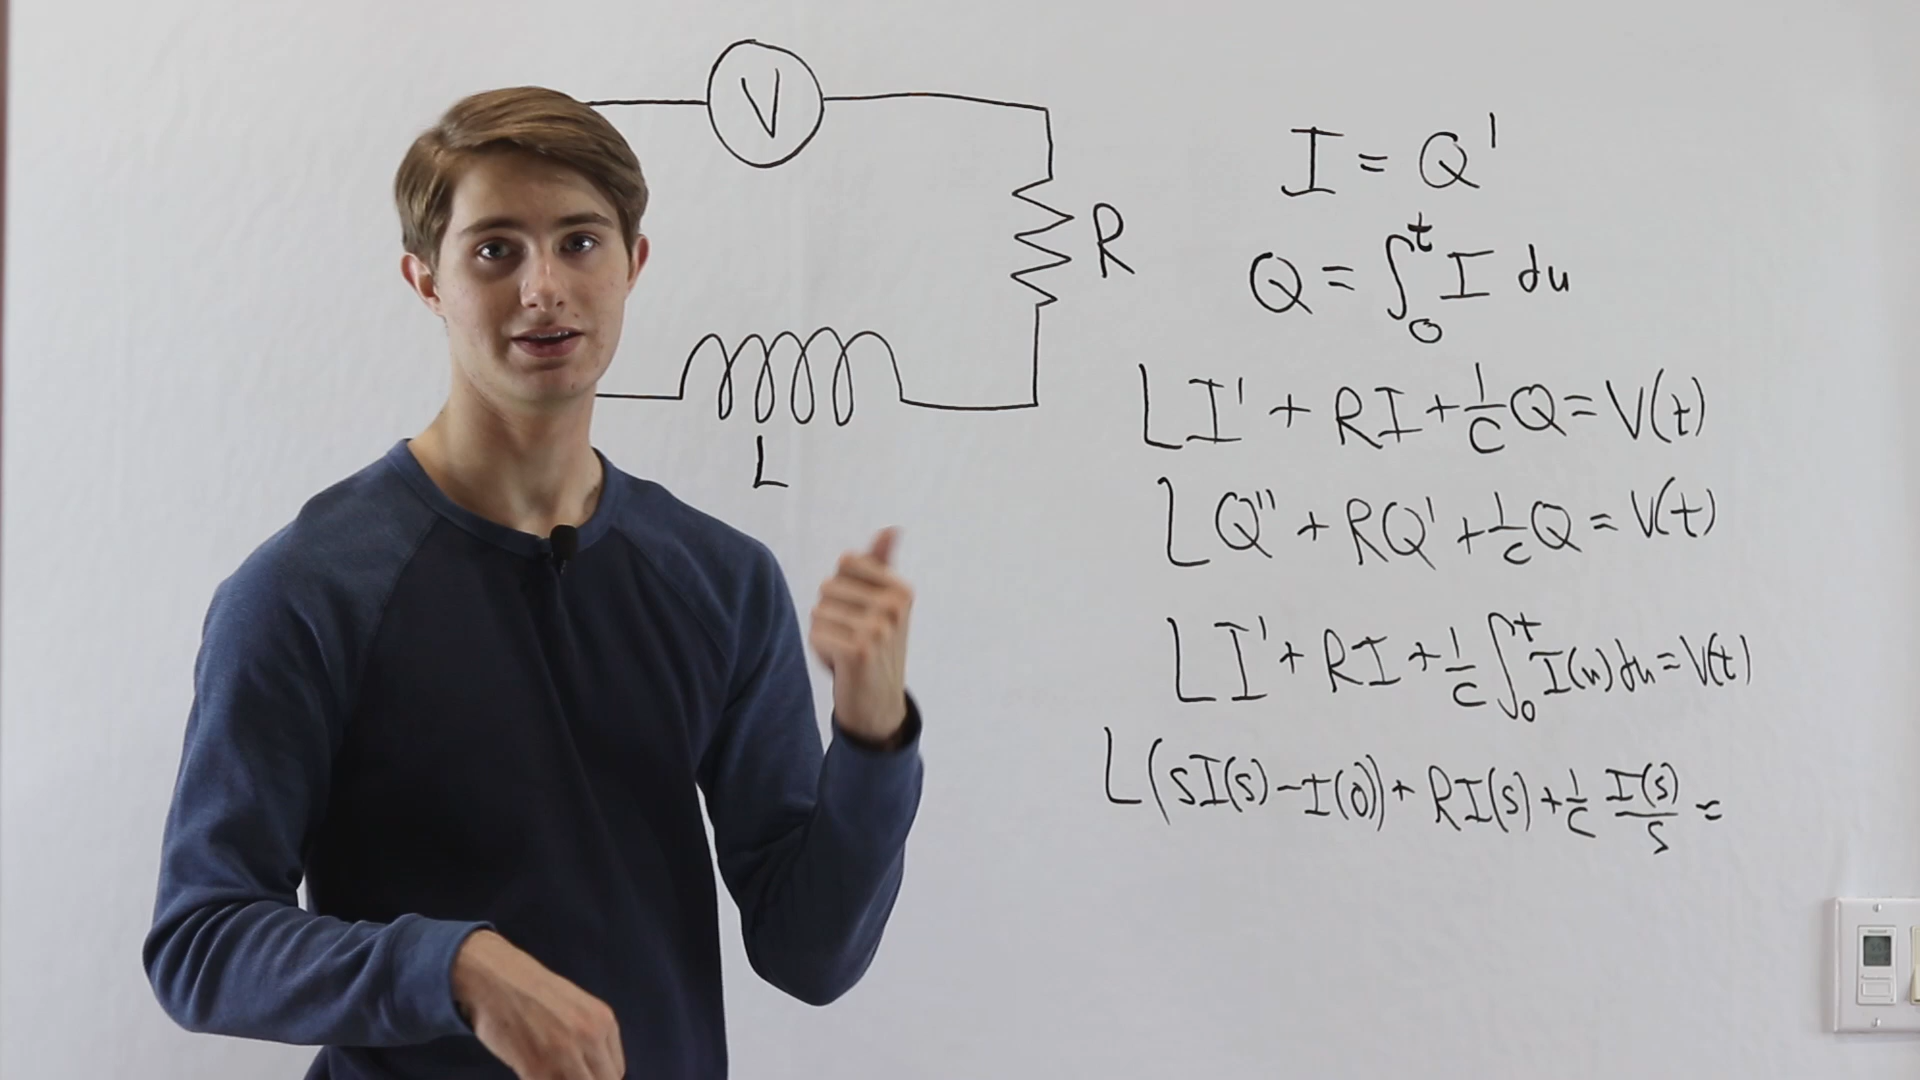 V
R
L
I = Q'
Q = ∫₀ᵗ I du
LI' + RI + 1/C Q = V(t)
LQ'' + RQ' + 1/C Q = V(t)
LI' + RI + 1/C ∫₀ᵗ I(u) du = V(t)
L(sI(s) - I(0)) + RI(s) + 1/C I(s)/s =